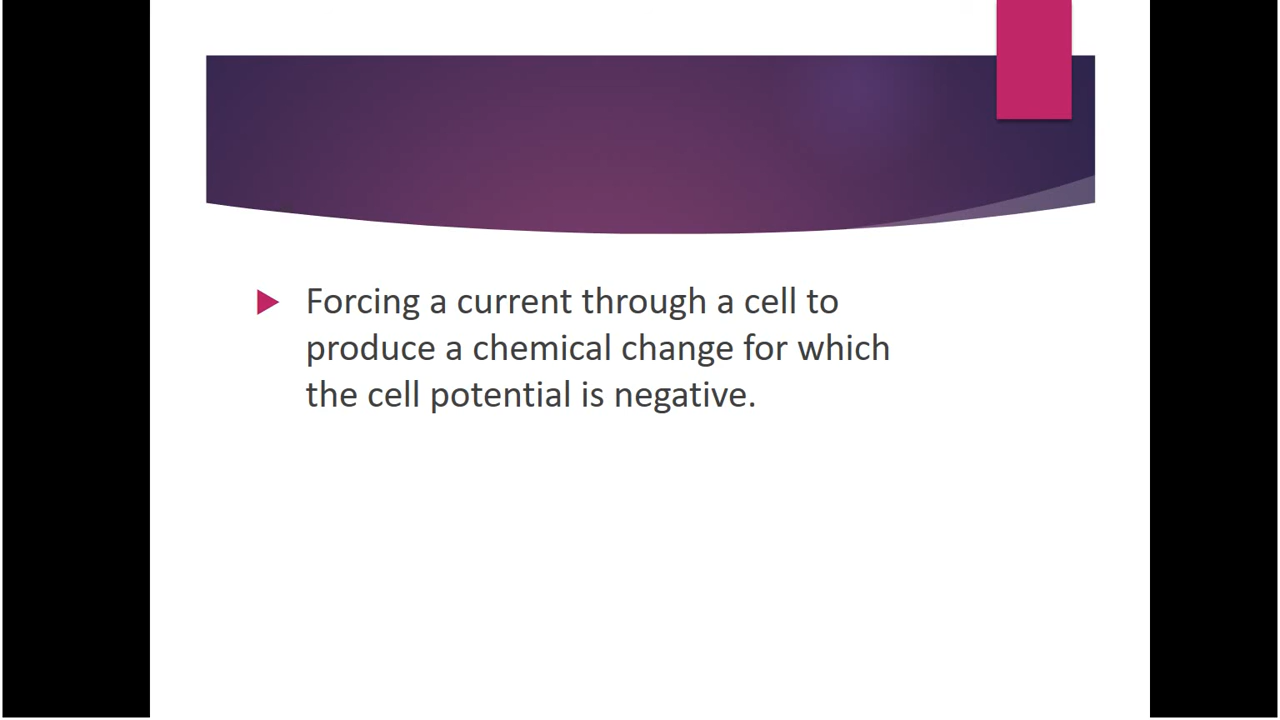 Forcing a current through a cell to
produce a chemical change for which
the cell potential is negative.